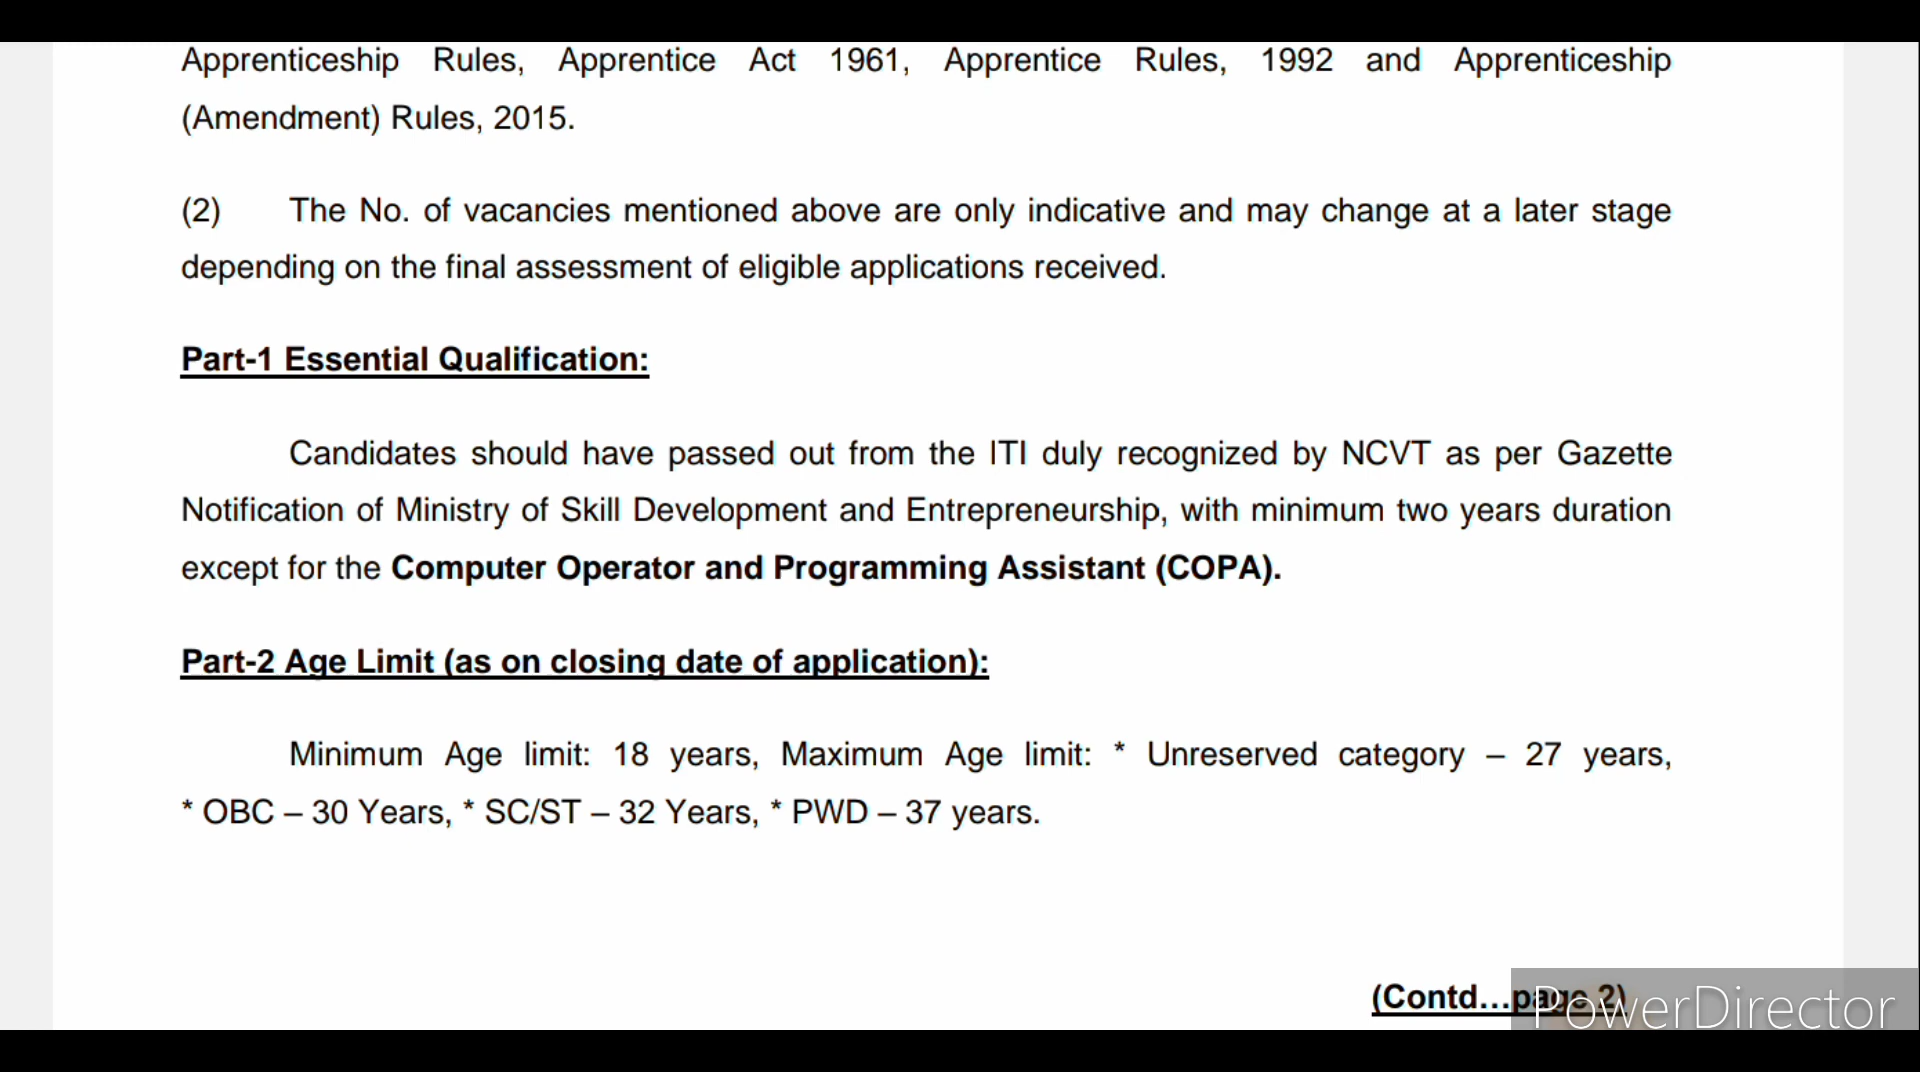 Apprenticeship Rules, Apprentice Act 1961, Apprentice Rules, 1992 and Apprenticeship
(Amendment) Rules, 2015.
(2) The No. of vacancies mentioned above are only indicative and may change at a later stage
depending on the final assessment of eligible applications received.
Part-1 Essential Qualification:
Candidates should have passed out from the ITI duly recognized by NCVT as per Gazette
Notification of Ministry of Skill Development and Entrepreneurship, with minimum two years duration
except for the Computer Operator and Programming Assistant (COPA).
Part-2 Age Limit (as on closing date of application):
Minimum Age limit: 18 years, Maximum Age limit: * Unreserved category – 27 years,
* OBC – 30 Years, * SC/ST – 32 Years, * PWD – 37 years.
(Contd...page 2)
PowerDirector